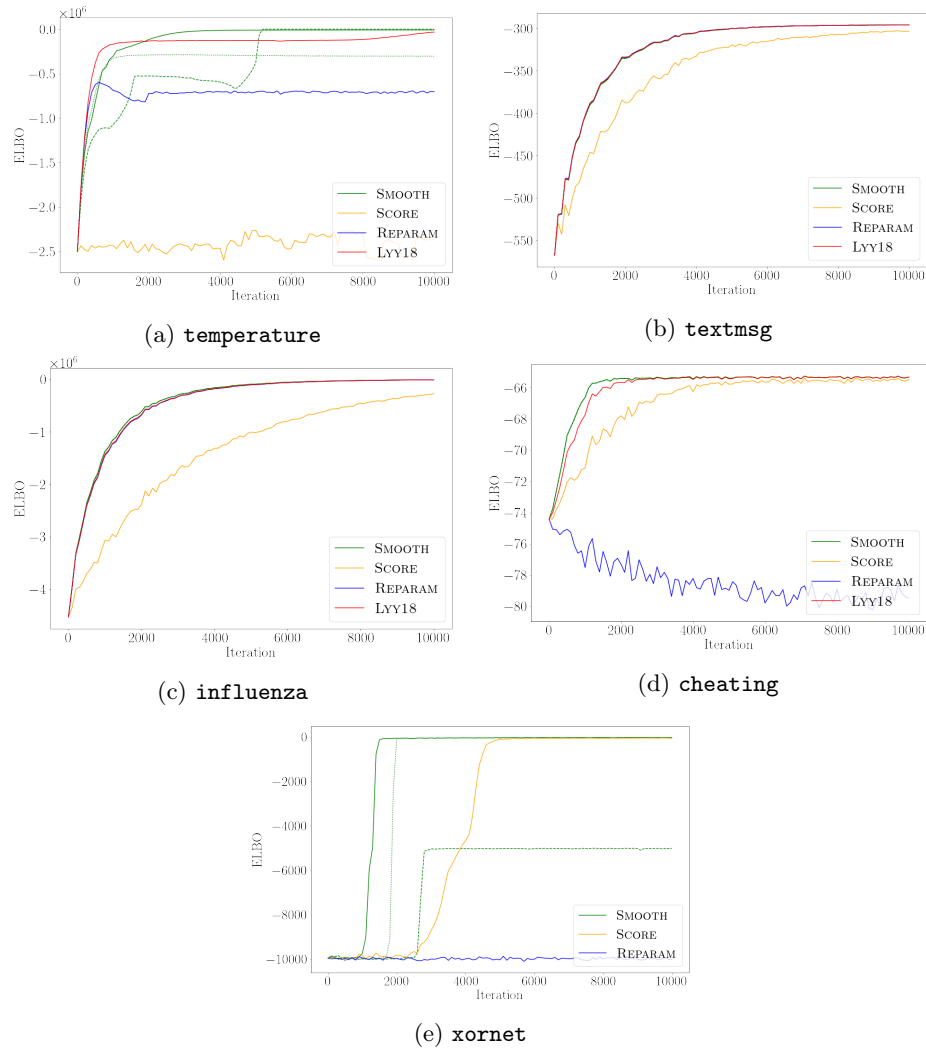 ×10⁶
0.0
−0.5
−1.0
−1.5
−2.0
−2.5
ELBO
0 2000 4000 6000 8000 10000
Iteration
SMOOTH
SCORE
REPARAM
LYY18
(a) temperature
−300
−350
−400
−450
−500
−550
ELBO
SMOOTH
SCORE
REPARAM
LYY18
0 2000 4000 6000 8000 10000
Iteration
(b) textmsg
×10⁶
0
−1
−2
−3
−4
ELBO
SMOOTH
SCORE
REPARAM
LYY18
0 2000 4000 6000 8000 10000
Iteration
(c) influenza
−66
−68
−70
−72
−74
−76
−78
−80
ELBO
SMOOTH
SCORE
REPARAM
LYY18
0 2000 4000 6000 8000 10000
Iteration
(d) cheating
0
−2000
−4000
−6000
−8000
−10000
ELBO
SMOOTH
SCORE
REPARAM
0 2000 4000 6000 8000 10000
Iteration
(e) xornet